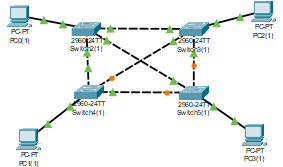 PC-PT
PC0(1)
2960-24TT
Switch2(1)
2960-24TT
Switch3(1)
PC-PT
PC2(1)
2960-24TT
Switch4(1)
2960-24TT
Switch5(1)
PC-PT
PC1(1)
PC-PT
PC3(1)